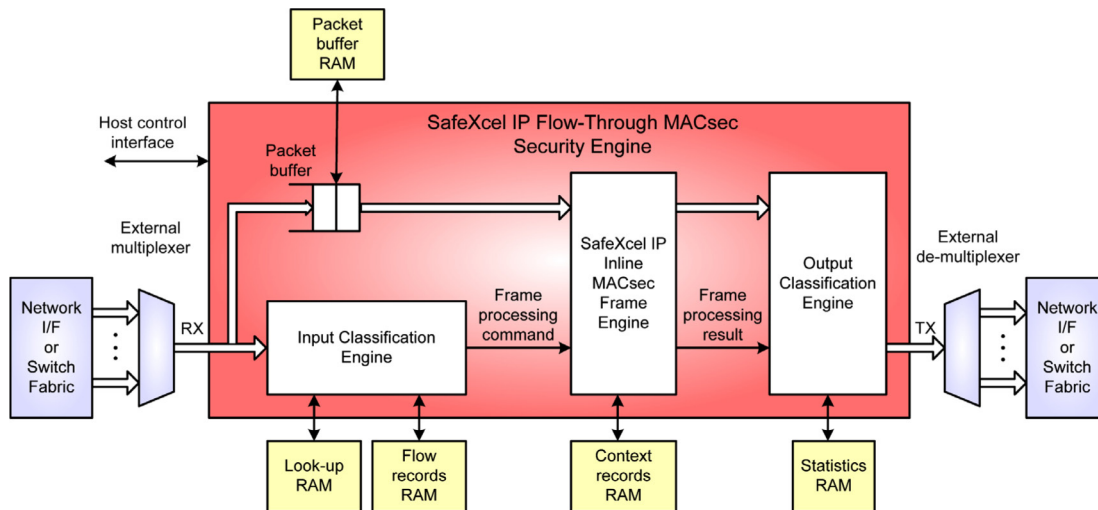 Packet
buffer
RAM
Host control
interface
SafeXcel IP Flow-Through MACsec
Security Engine
Packet
buffer
External
multiplexer
SafeXcel IP
Inline
MACsec
Frame
Engine
Output
Classification
Engine
External
de-multiplexer
Network
I/F
or
Switch
Fabric
RX
Input Classification
Engine
Frame
processing
command
Frame
processing
result
TX
Network
I/F
or
Switch
Fabric
Look-up
RAM
Flow
records
RAM
Context
records
RAM
Statistics
RAM